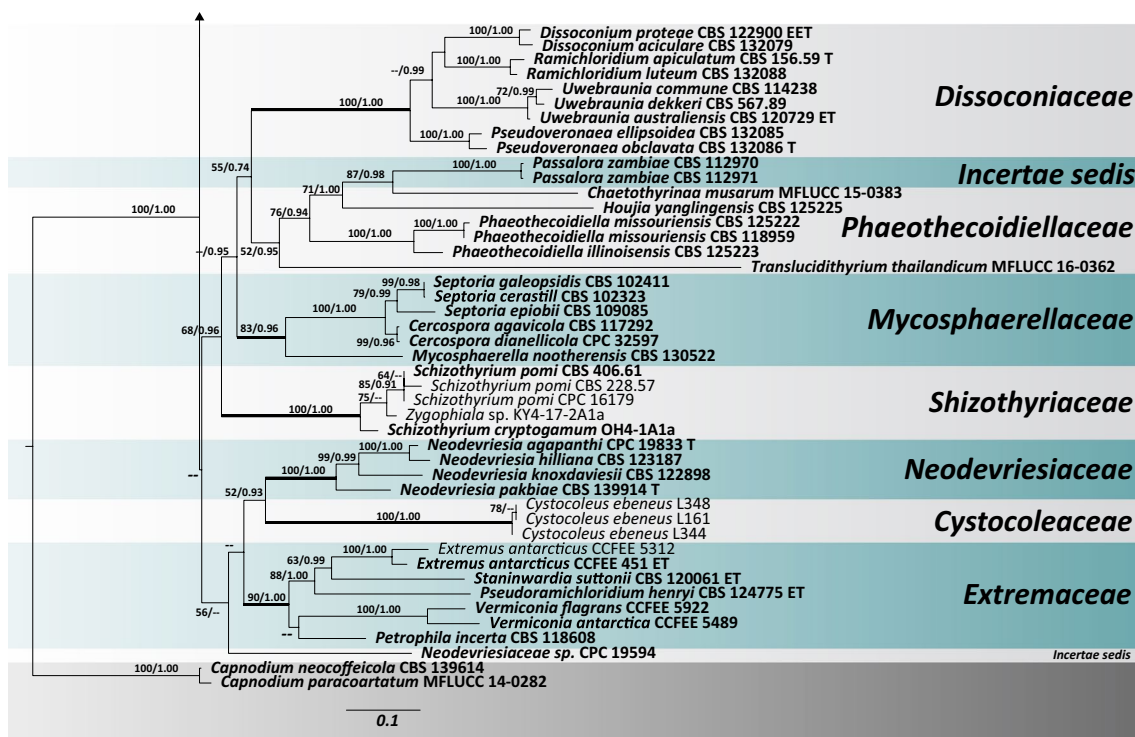 100/1.00
Dissoconium proteae CBS 122900 EET
Dissoconium aciculare CBS 132079
--/0.99
100/1.00
Ramichloridium apiculatum CBS 156.59 T
Ramichloridium luteum CBS 132088
100/1.00
72/0.99
Uwebraunia commune CBS 114238
Uwebraunia dekkeri CBS 567.89
Uwebraunia australiensis CBS 120729 ET
100/1.00
Pseudoveronaea ellipsoidea CBS 132085
Pseudoveronaea obclavata CBS 132086 T
Dissoconiaceae
55/0.74
100/1.00
Passalora zambiae CBS 112970
Passalora zambiae CBS 112971
Incertae sedis
87/0.98
Chaetothyrinaa musarum MFLUCC 15-0383
71/1.00
Houjia yanglingensis CBS 125225
76/0.94
100/1.00
Phaeothecoidiella missouriensis CBS 125222
Phaeothecoidiella missouriensis CBS 118959
Phaeothecoidiella illinoisensis CBS 125223
Phaeothecoidiellaceae
100/1.00
--/0.95
52/0.95
Translucidithyrium thailandicum MFLUCC 16-0362
99/0.98
Septoria galeopsidis CBS 102411
79/0.99
Septoria cerastill CBS 102323
100/1.00
Septoria epiobii CBS 109085
Cercospora agavicola CBS 117292
99/0.96
Cercospora dianellicola CPC 32597
Mycosphaerella nootherensis CBS 130522
Mycosphaerellaceae
68/0.96
83/0.96
64/--
Schizothyrium pomi CBS 406.61
85/0.91
Schizothyrium pomi CBS 228.57
75/--
Schizothyrium pomi CPC 16179
100/1.00
Zygophiala sp. KY4-17-2A1a
Schizothyrium cryptogamum OH4-1A1a
Shizothyriaceae
100/1.00
Neodevriesia agapanthi CPC 19833 T
99/0.99
Neodevriesia hilliana CBS 123187
100/1.00
Neodevriesia knoxdaviesii CBS 122898
Neodevriesia pakbiae CBS 139914 T
Neodevriesiaceae
--
52/0.93
78/--
Cystocoleus ebeneus L348
100/1.00
Cystocoleus ebeneus L161
Cystocoleus ebeneus L344
Cystocoleaceae
--
100/1.00
Extremus antarcticus CCFEE 5312
63/0.99
Extremus antarcticus CCFEE 451 ET
88/1.00
Staninwardia suttonii CBS 120061 ET
Pseudoramichloridium henryi CBS 124775 ET
90/1.00
100/1.00
Vermiconia flagrans CCFEE 5922
Vermiconia antarctica CCFEE 5489
--
Petrophila incerta CBS 118608
Extremaceae
56/--
Neodevriesiaceae sp. CPC 19594
Incertae sedis
100/1.00
Capnodium neocoffeicola CBS 139614
Capnodium paracoartatum MFLUCC 14-0282
0.1